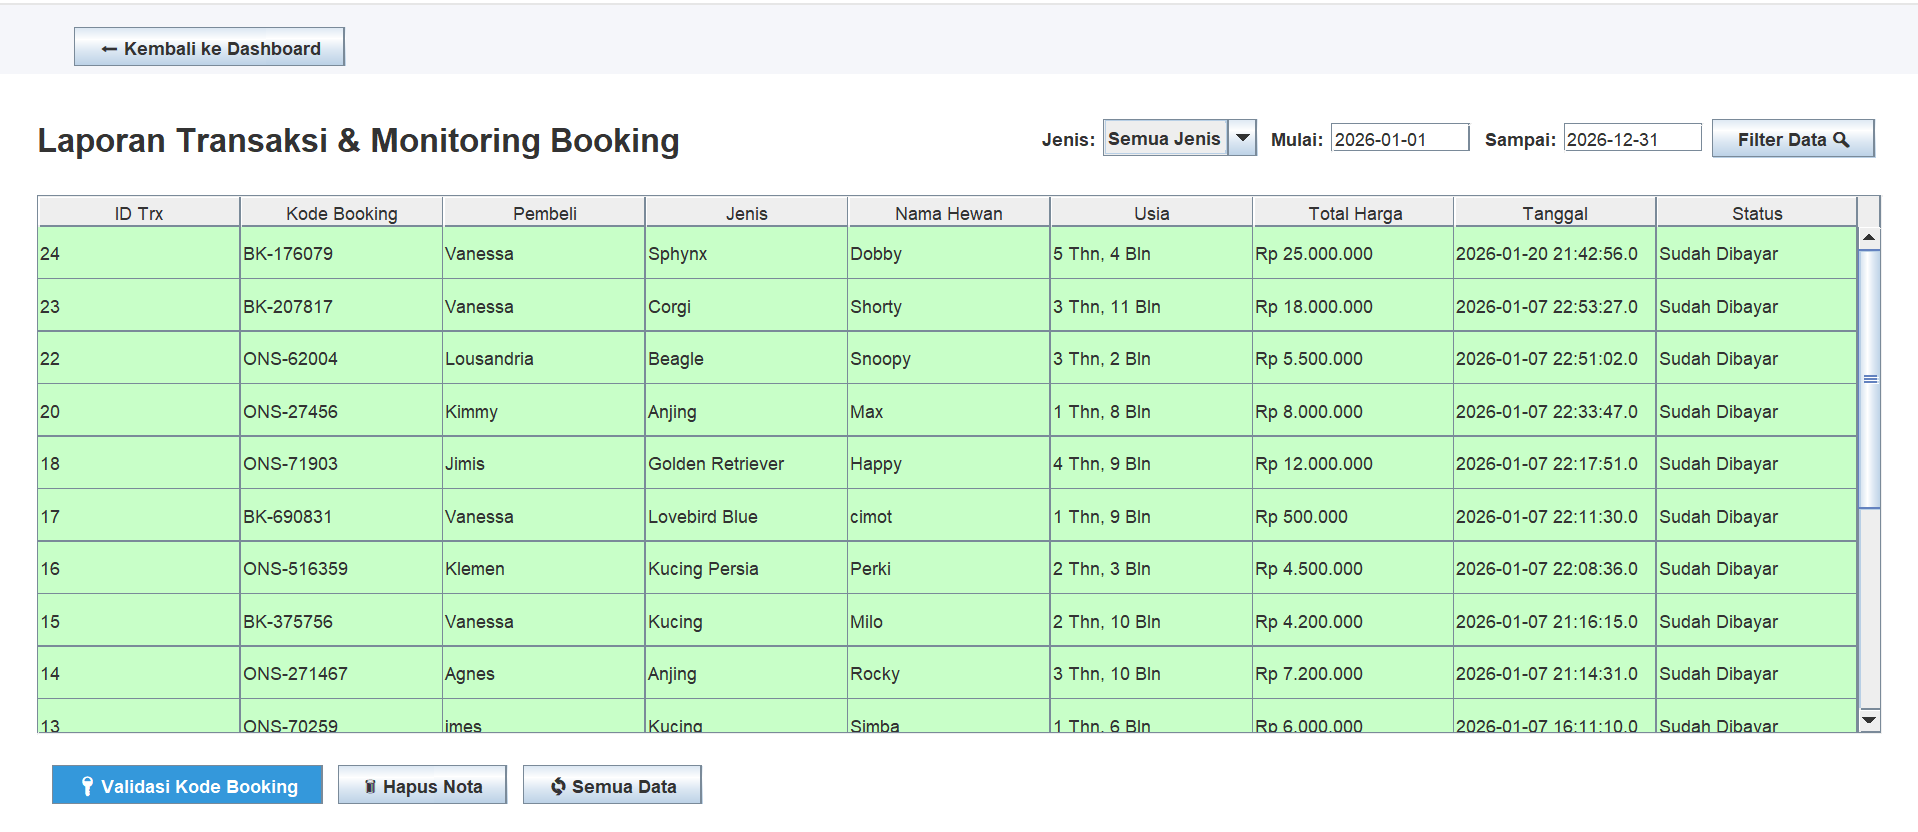 ← Kembali ke Dashboard
Laporan Transaksi & Monitoring Booking
Jenis: Semua Jenis Mulai: 2026-01-01 Sampai: 2026-12-31 Filter Data
ID Trx Kode Booking Pembeli Jenis Nama Hewan Usia Total Harga Tanggal Status
24 BK-176079 Vanessa Sphynx Dobby 5 Thn, 4 Bln Rp 25.000.000 2026-01-20 21:42:56.0 Sudah Dibayar
23 BK-207817 Vanessa Corgi Shorty 3 Thn, 11 Bln Rp 18.000.000 2026-01-07 22:53:27.0 Sudah Dibayar
22 ONS-62004 Lousandria Beagle Snoopy 3 Thn, 2 Bln Rp 5.500.000 2026-01-07 22:51:02.0 Sudah Dibayar
20 ONS-27456 Kimmy Anjing Max 1 Thn, 8 Bln Rp 8.000.000 2026-01-07 22:33:47.0 Sudah Dibayar
18 ONS-71903 Jimis Golden Retriever Happy 4 Thn, 9 Bln Rp 12.000.000 2026-01-07 22:17:51.0 Sudah Dibayar
17 BK-690831 Vanessa Lovebird Blue cimot 1 Thn, 9 Bln Rp 500.000 2026-01-07 22:11:30.0 Sudah Dibayar
16 ONS-516359 Klemen Kucing Persia Perki 2 Thn, 3 Bln Rp 4.500.000 2026-01-07 22:08:36.0 Sudah Dibayar
15 BK-375756 Vanessa Kucing Milo 2 Thn, 10 Bln Rp 4.200.000 2026-01-07 21:16:15.0 Sudah Dibayar
14 ONS-271467 Agnes Anjing Rocky 3 Thn, 10 Bln Rp 7.200.000 2026-01-07 21:14:31.0 Sudah Dibayar
13 ONS-70259 imes Kucing Simba 1 Thn, 6 Bln Rp 6.000.000 2026-01-07 16:11:10.0 Sudah Dibayar
Validasi Kode Booking Hapus Nota Semua Data